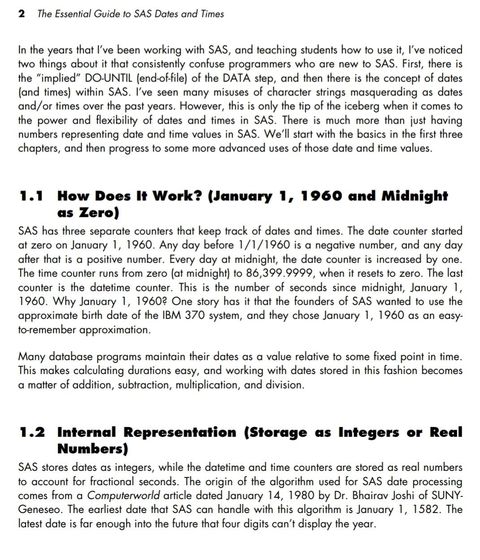 2 The Essential Guide to SAS Dates and Times
In the years that I've been working with SAS, and teaching students how to use it, I've noticed
two things about it that consistently confuse programmers who are new to SAS. First, there is
the "implied" DO-UNTIL (end-of-file) of the DATA step, and then there is the concept of dates
(and times) within SAS. I've seen many misuses of character strings masquerading as dates
and/or times over the past years. However, this is only the tip of the iceberg when it comes to
the power and flexibility of dates and times in SAS. There is much more than just having
numbers representing date and time values in SAS. We'll start with the basics in the first three
chapters, and then progress to some more advanced uses of those date and time values.
1.1 How Does It Work? (January 1, 1960 and Midnight
as Zero)
SAS has three separate counters that keep track of dates and times. The date counter started
at zero on January 1, 1960. Any day before 1/1/1960 is a negative number, and any day
after that is a positive number. Every day at midnight, the date counter is increased by one.
The time counter runs from zero (at midnight) to 86,399.9999, when it resets to zero. The last
counter is the datetime counter. This is the number of seconds since midnight, January 1,
1960. Why January 1, 1960? One story has it that the founders of SAS wanted to use the
approximate birth date of the IBM 370 system, and they chose January 1, 1960 as an easy-
to-remember approximation.
Many database programs maintain their dates as a value relative to some fixed point in time.
This makes calculating durations easy, and working with dates stored in this fashion becomes
a matter of addition, subtraction, multiplication, and division.
1.2 Internal Representation (Storage as Integers or Real
Numbers)
SAS stores dates as integers, while the datetime and time counters are stored as real numbers
to account for fractional seconds. The origin of the algorithm used for SAS date processing
comes from a Computerworld article dated January 14, 1980 by Dr. Bhairav Joshi of SUNY-
Geneseo. The earliest date that SAS can handle with this algorithm is January 1, 1582. The
latest date is far enough into the future that four digits can't display the year.